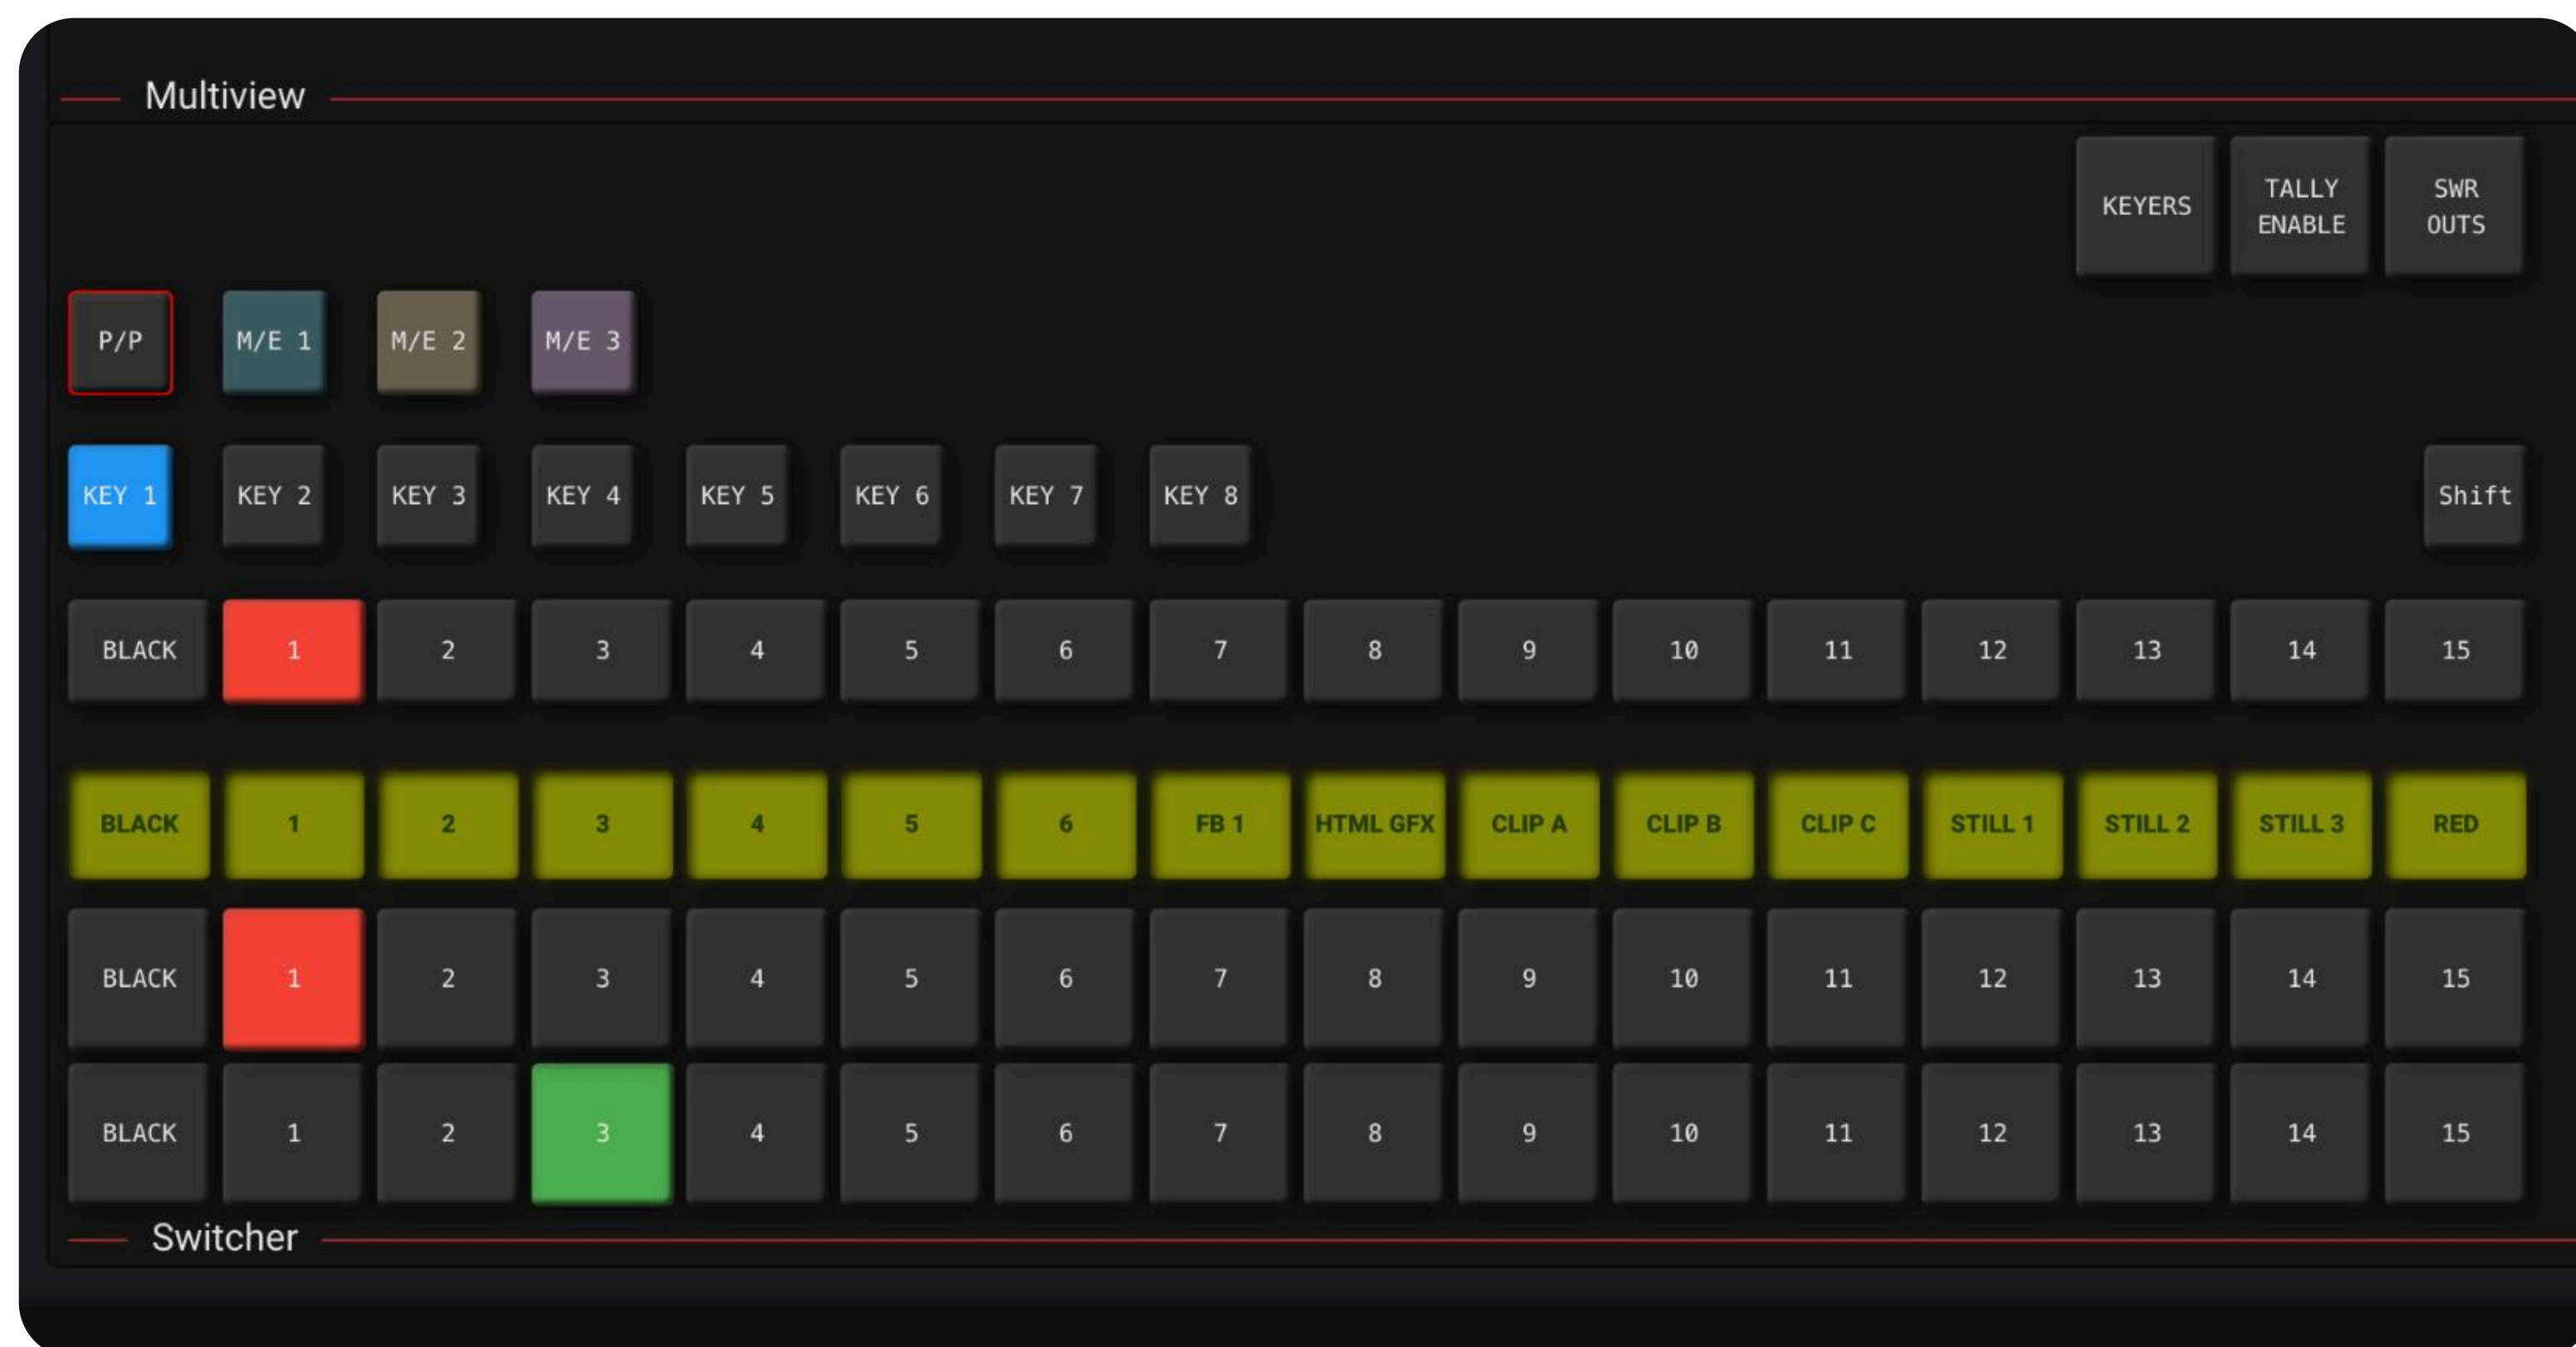 Multiview
KEYERS TALLY ENABLE SWR OUTS
P/P M/E 1 M/E 2 M/E 3
KEY 1 KEY 2 KEY 3 KEY 4 KEY 5 KEY 6 KEY 7 KEY 8 Shift
BLACK 1 2 3 4 5 6 7 8 9 10 11 12 13 14 15
BLACK 1 2 3 4 5 6 FB 1 HTML GFX CLIP A CLIP B CLIP C STILL 1 STILL 2 STILL 3 RED
BLACK 1 2 3 4 5 6 7 8 9 10 11 12 13 14 15
BLACK 1 2 3 4 5 6 7 8 9 10 11 12 13 14 15
Switcher